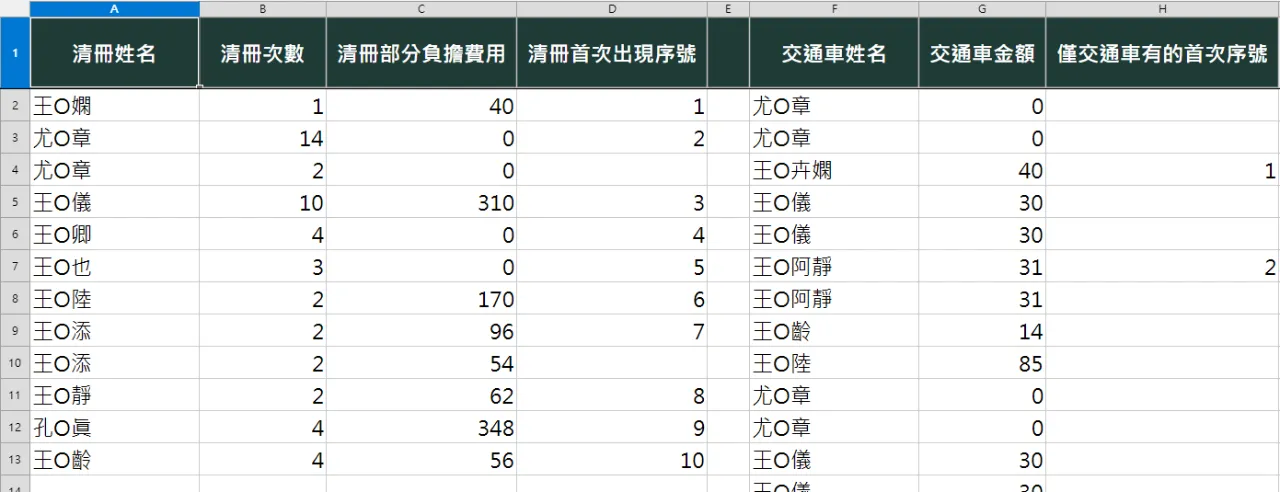 A B C D E F G H
1 清冊姓名 清冊次數 清冊部分負擔費用 清冊首次出現序號 交通車姓名 交通車金額 僅交通車有的首次序號
2 王O嫻 1 40 1 尤O章 0
3 尤O章 14 0 2 尤O章 0
4 尤O章 2 0 王O卉嫻 40 1
5 王O儀 10 310 3 王O儀 30
6 王O卿 4 0 4 王O儀 30
7 王O也 3 0 5 王O阿靜 31 2
8 王O陸 2 170 6 王O阿靜 31
9 王O添 2 96 7 王O齡 14
10 王O添 2 54 王O陸 85
11 王O靜 2 62 8 尤O章 0
12 孔O眞 4 348 9 尤O章 0
13 王O齡 4 56 10 王O儀 30
14 王O儀 30